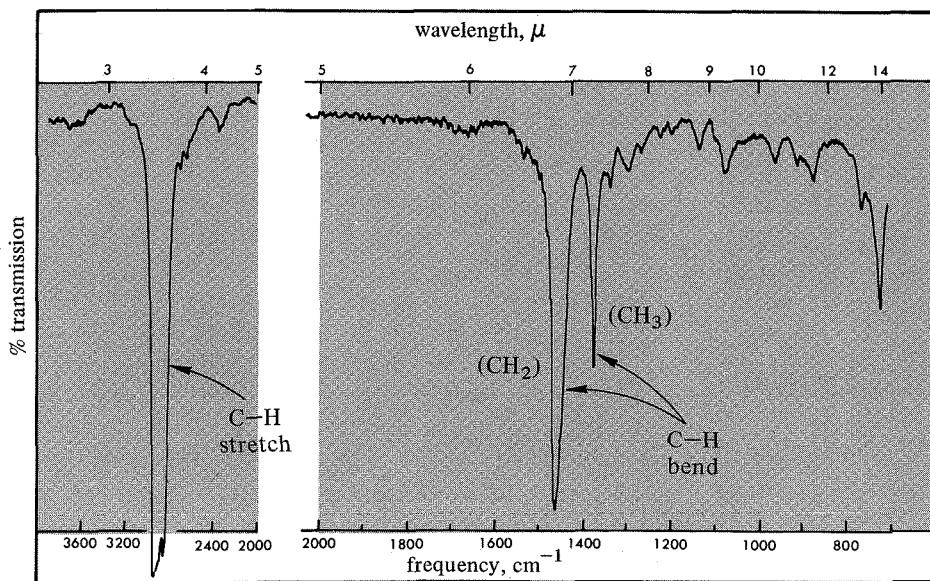 wavelength, μ
3 4 5 5 6 7 8 9 10 12 14
% transmission
(CH₃)
(CH₂)
C–H
stretch
C–H
bend
3600 3200 2400 2000 2000 1600 1400 1200 1000 800
frequency, cm⁻¹